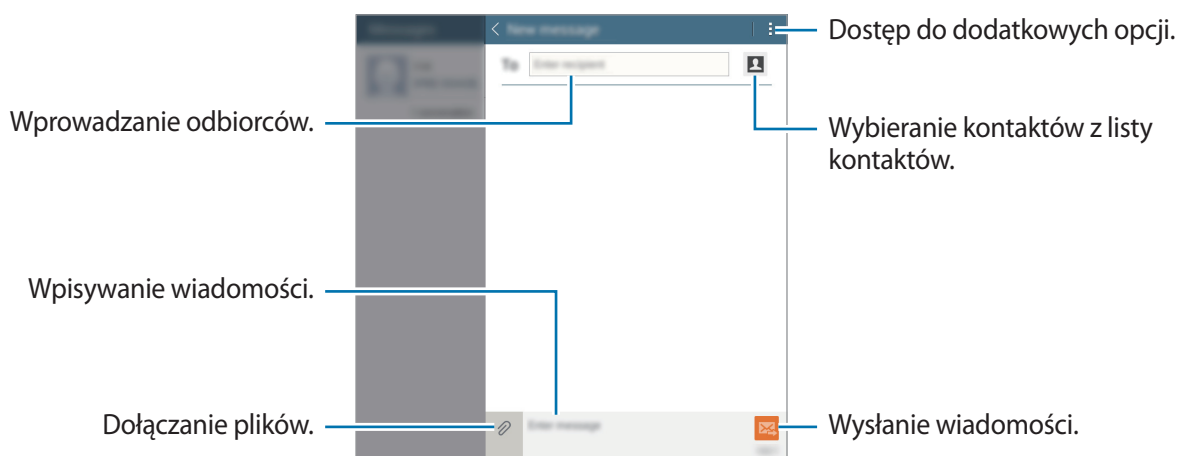 Messages
New message
Dostęp do dodatkowych opcji.
To
Enter recipient
Wprowadzanie odbiorców.
Wybieranie kontaktów z listy
kontaktów.
Wpisywanie wiadomości.
Dołączanie plików.
Enter message
Wysłanie wiadomości.